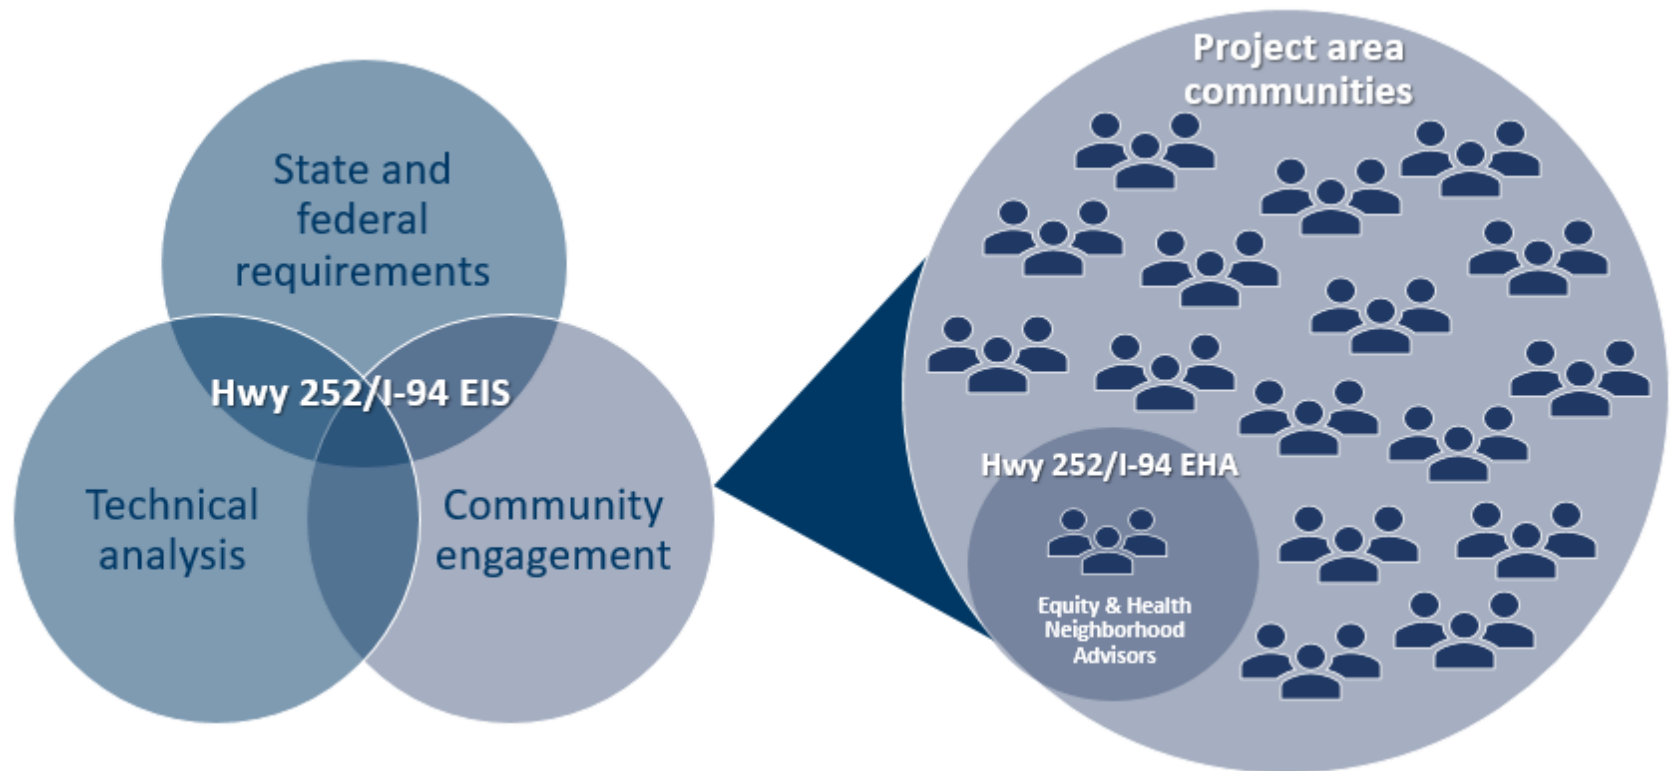 State and
federal
requirements
Hwy 252/I-94 EIS
Technical
analysis
Community
engagement
Project area
communities
Hwy 252/I-94 EHA
Equity & Health
Neighborhood
Advisors